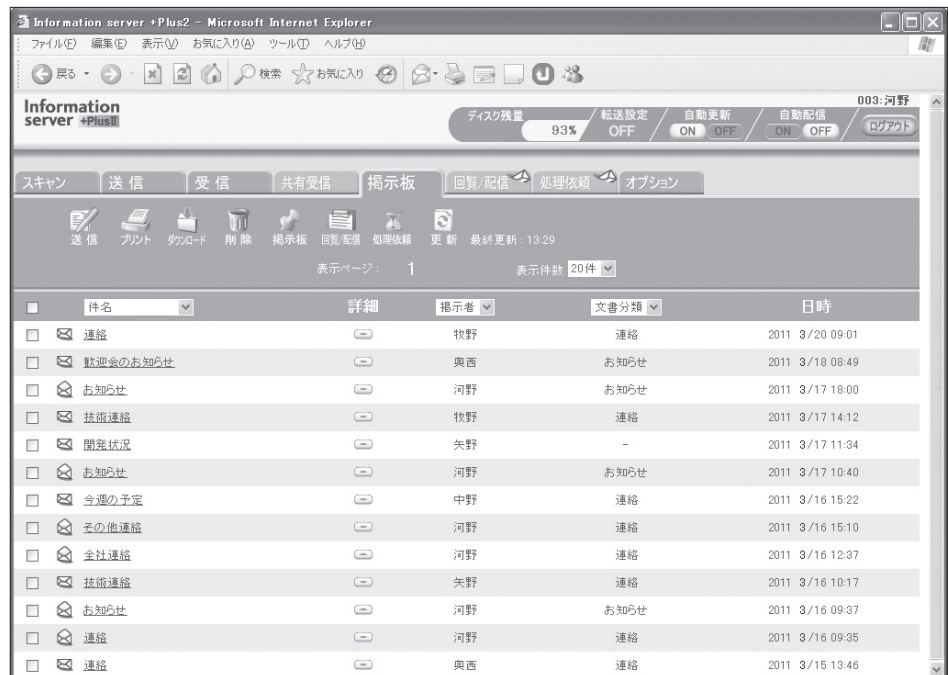 Information server +Plus2 - Microsoft Internet Explorer
ファイル(F) 編集(E) 表示(V) お気に入り(A) ツール(T) ヘルプ(H)
戻る 検索 お気に入り
003:河野
Information
server +PlusⅡ
ディスク残量 93% 転送設定 OFF 自動更新 ON OFF 自動配信 ON OFF ログアウト
スキャン 送信 受信 共有受信 掲示板 回覧/配信 処理依頼 オプション
送信 プリント ダウンロード 削除 掲示板 回覧/配信 処理依頼 更新 最終更新:13:29
表示ページ: 1 表示件数 20件
件名 詳細 掲示者 文書分類 日時
連絡 牧野 連絡 2011 3/20 09:01
歓迎会のお知らせ 奥西 お知らせ 2011 3/18 08:49
お知らせ 河野 お知らせ 2011 3/17 18:00
技術連絡 牧野 連絡 2011 3/17 14:12
開発状況 矢野 - 2011 3/17 11:34
お知らせ 河野 お知らせ 2011 3/17 10:40
今週の予定 中野 連絡 2011 3/16 15:22
その他連絡 河野 連絡 2011 3/16 15:10
全社連絡 河野 連絡 2011 3/16 12:37
技術連絡 矢野 連絡 2011 3/16 10:17
お知らせ 河野 お知らせ 2011 3/16 09:37
連絡 河野 連絡 2011 3/16 09:35
連絡 奥西 連絡 2011 3/15 13:46